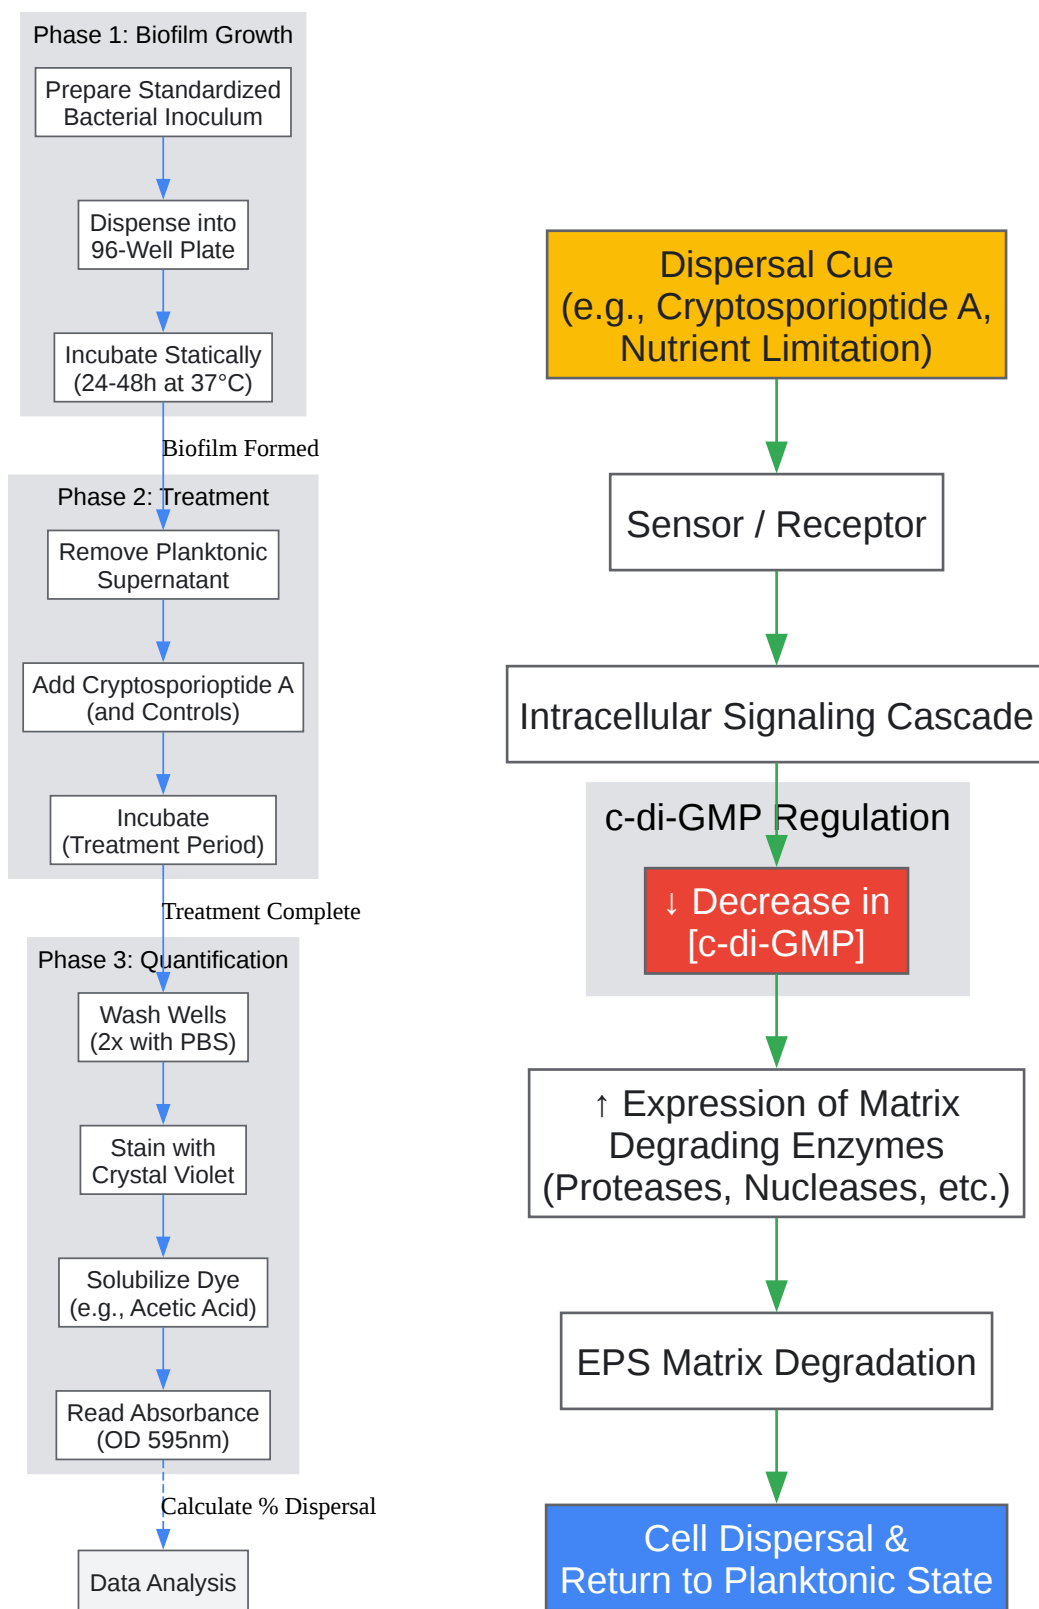 Phase 1: Biofilm Growth
Prepare Standardized
Bacterial Inoculum
Dispense into
96-Well Plate
Incubate Statically
(24-48h at 37°C)
Biofilm Formed
Phase 2: Treatment
Remove Planktonic
Supernatant
Add Cryptosporioptide A
(and Controls)
Incubate
(Treatment Period)
Treatment Complete
Phase 3: Quantification
Wash Wells
(2x with PBS)
Stain with
Crystal Violet
Solubilize Dye
(e.g., Acetic Acid)
Read Absorbance
(OD 595nm)
Calculate % Dispersal
Data Analysis
Dispersal Cue
(e.g., Cryptosporioptide A,
Nutrient Limitation)
Sensor / Receptor
Intracellular Signaling Cascade
c-di-GMP Regulation
↓ Decrease in
[c-di-GMP]
↑ Expression of Matrix
Degrading Enzymes
(Proteases, Nucleases, etc.)
EPS Matrix Degradation
Cell Dispersal &
Return to Planktonic State